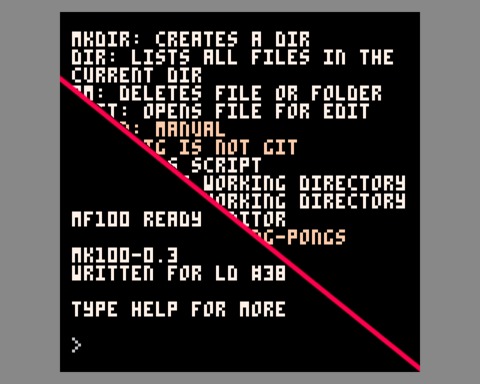 MKDIR: CREATES A DIR
DIR: LISTS ALL FILES IN THE
CURRENT DIR
DELETES FILE OR FOLDER
OPENS FILE FOR EDIT
MANUAL
IS NOT GIT
SCRIPT
WORKING DIRECTORY
WORKING DIRECTORY
MF100 READY
MK100-0.3
WRITTEN FOR LD #38
TYPE HELP FOR MORE
>